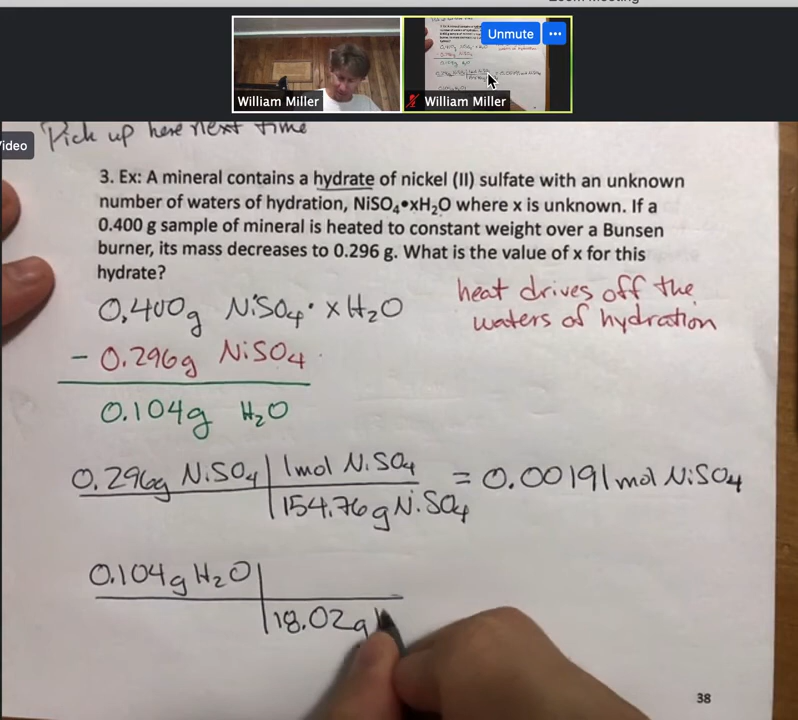 Zoom Meeting
Unmute
William Miller
William Miller
Video
Pick up here next time
3. Ex: A mineral contains a hydrate of nickel (II) sulfate with an unknown
number of waters of hydration, NiSO₄•xH₂O where x is unknown. If a
0.400 g sample of mineral is heated to constant weight over a Bunsen
burner, its mass decreases to 0.296 g. What is the value of x for this
hydrate?
0.400g NiSO₄• xH₂O
heat drives off the
waters of hydration
- 0.296g NiSO₄
0.104g H₂O
0.296g NiSO₄ | 1mol NiSO₄ = 0.00191mol NiSO₄
154.76g NiSO₄
0.104g H₂O
18.02g
38